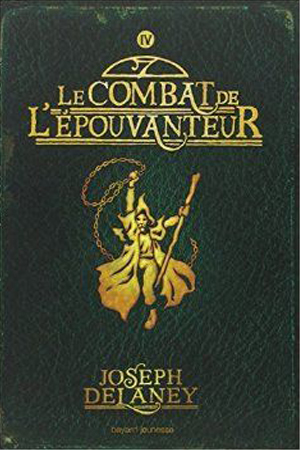 IV
LE COMBAT DE
L'ÉPOUVANTEUR
JOSEPH
DELANEY
bayard jeunesse